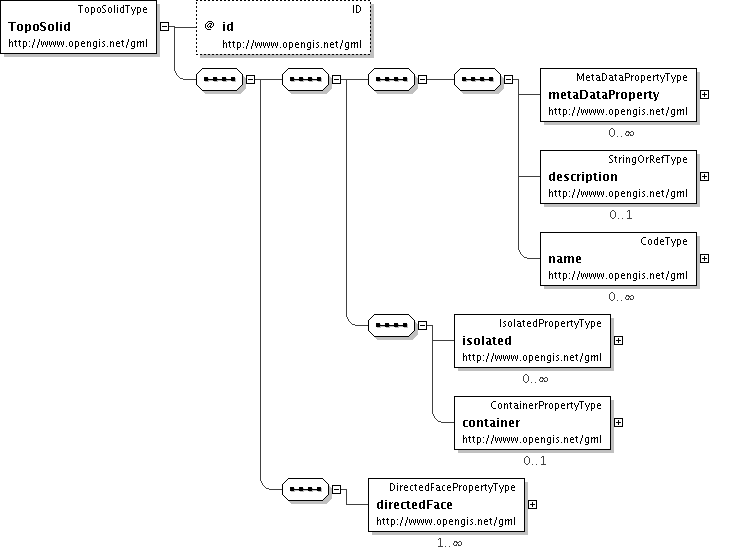 TopoSolidType
TopoSolid
http://www.opengis.net/gml
ID
@ id
http://www.opengis.net/gml
MetaDataPropertyType
metaDataProperty
http://www.opengis.net/gml
0..∞
StringOrRefType
description
http://www.opengis.net/gml
0..1
CodeType
name
http://www.opengis.net/gml
0..∞
IsolatedPropertyType
isolated
http://www.opengis.net/gml
0..∞
ContainerPropertyType
container
http://www.opengis.net/gml
0..1
DirectedFacePropertyType
directedFace
http://www.opengis.net/gml
1..∞